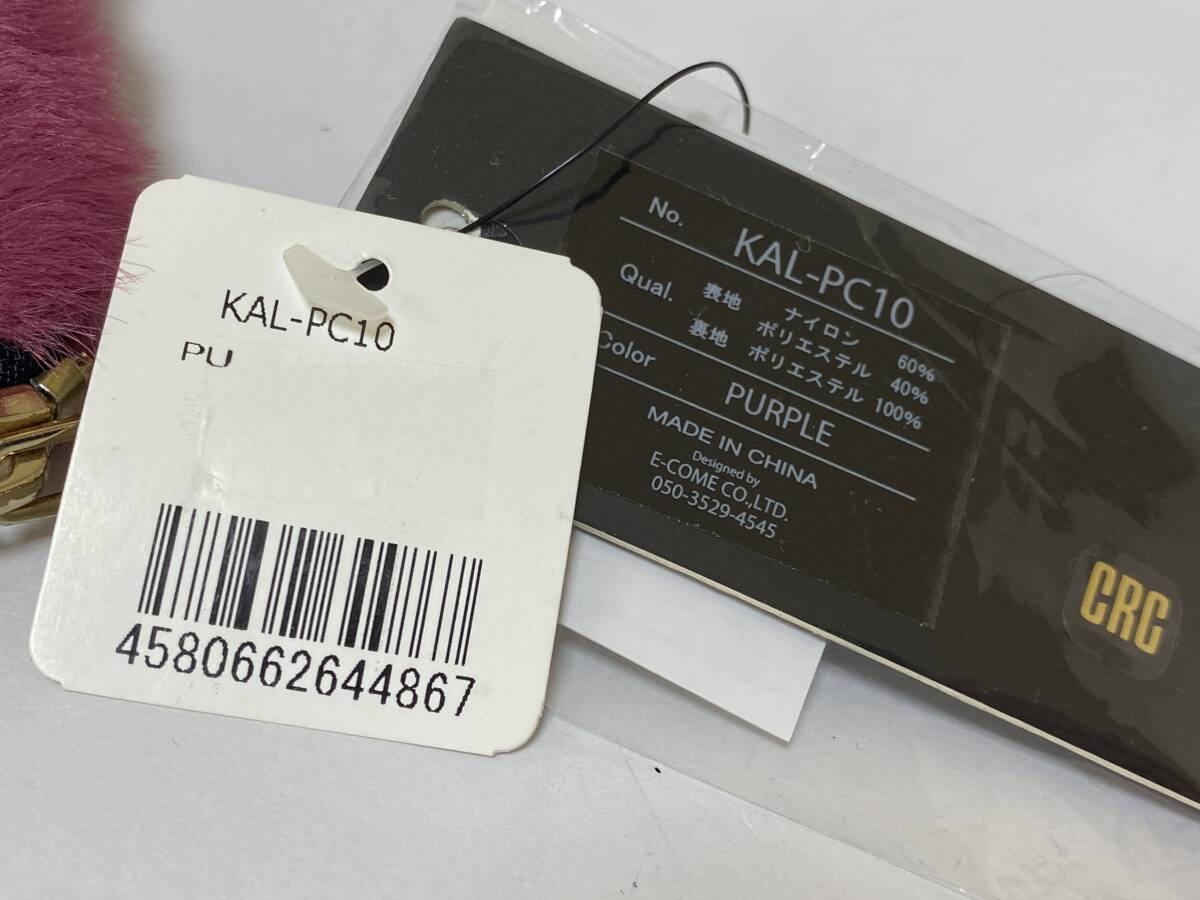 KAL-PC10
PU
4580662644867
No. KAL-PC10
Qual. 表地 ナイロン 60%
ポリエステル 40%
裏地 ポリエステル 100%
Color PURPLE
MADE IN CHINA
Designed by
E-COME CO.,LTD.
050-3529-4545
CRG